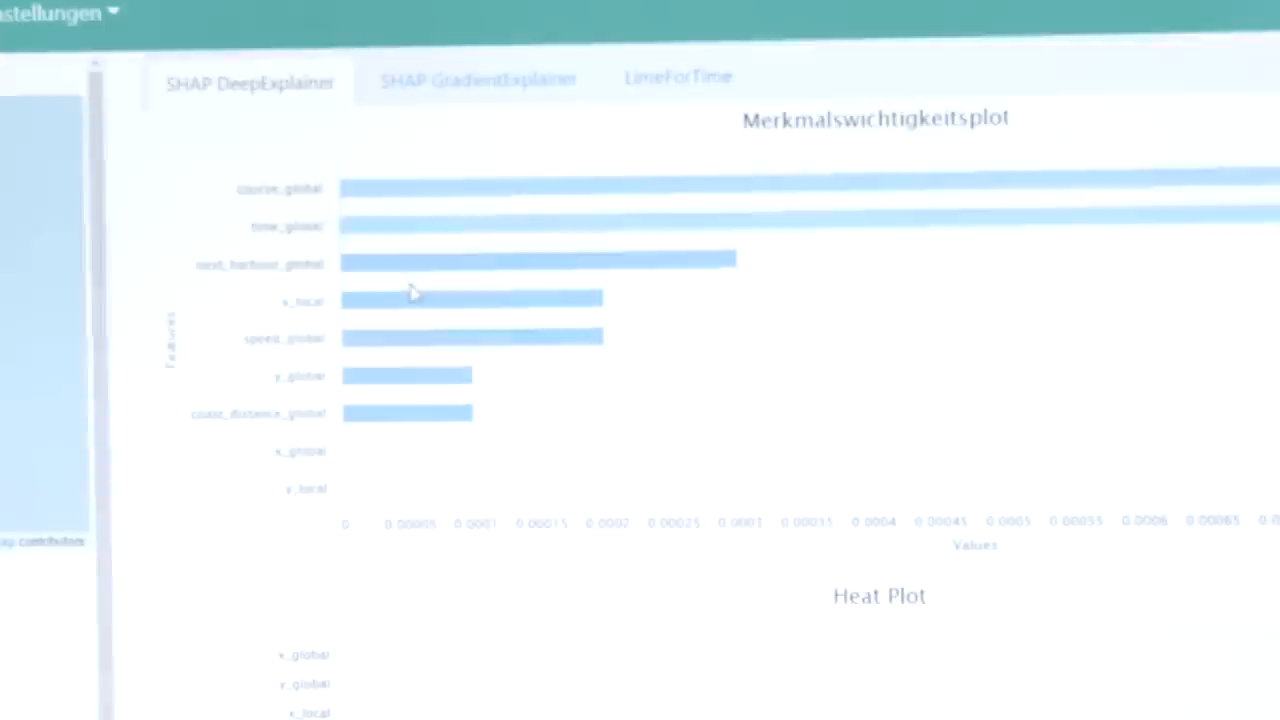 stellungen
SHAP DeepExplainer
SHAP GradientExplainer
LimeForTime
Merkmalswichtigkeitsplot
course_global
time_global
next_harbour_global
x_local
speed_global
y_global
coast_distance_global
x_global
y_local
Features
0 0.00005 0.0001 0.00015 0.0002 0.00025 0.0003 0.00035 0.0004 0.00045 0.0005 0.00055 0.0006 0.00065
Values
contributors
Heat Plot
x_global
y_global
x_local